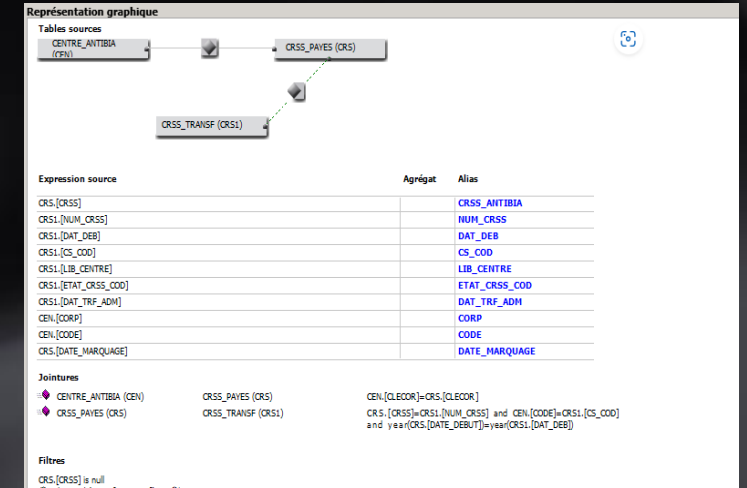 Représentation graphique
Tables sources
CENTRE_ANTIBIA
(CEN)
CRSS_PAYES (CRS)
CRSS_TRANSF (CRS1)
Expression source Agrégat Alias
CRS.[CRSS] CRSS_ANTIBIA
CRS1.[NUM_CRSS] NUM_CRSS
CRS1.[DAT_DEB] DAT_DEB
CRS1.[CS_COD] CS_COD
CRS1.[LIB_CENTRE] LIB_CENTRE
CRS1.[ETAT_CRSS_COD] ETAT_CRSS_COD
CRS1.[DAT_TRF_ADM] DAT_TRF_ADM
CEN.[CORP] CORP
CEN.[CODE] CODE
CRS.[DATE_MARQUAGE] DATE_MARQUAGE
Jointures
CENTRE_ANTIBIA (CEN) CRSS_PAYES (CRS) CEN.[CLECOR]=CRS.[CLECOR]
CRSS_PAYES (CRS) CRSS_TRANSF (CRS1) CRS.[CRSS]=CRS1.[NUM_CRSS] and CEN.[CODE]=CRS1.[CS_COD]
and year(CRS.[DATE_DEBUT])=year(CRS1.[DAT_DEB])
Filtres
CRS.[CRSS] is null